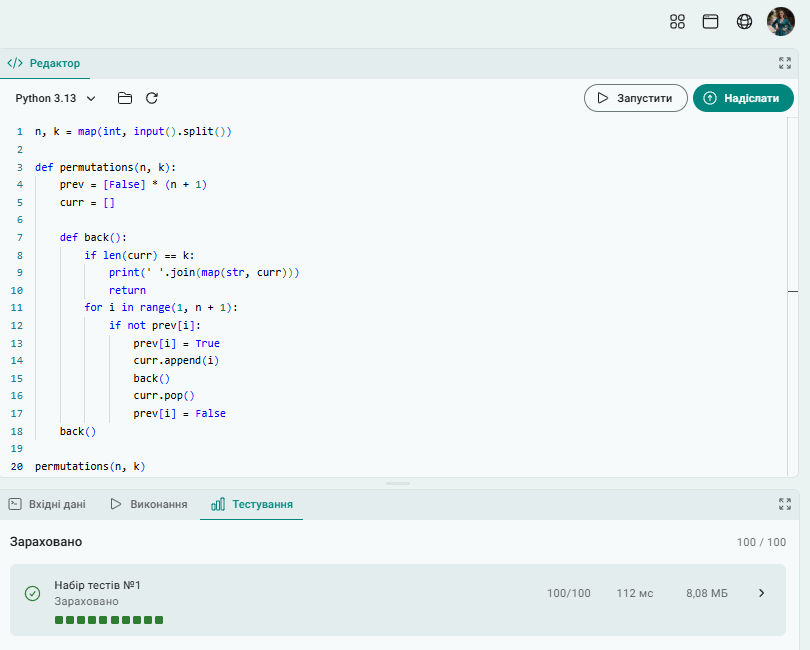 </> Редактор
Python 3.13
Запустити
Надіслати
1 n, k = map(int, input().split())
2
3 def permutations(n, k):
4     prev = [False] * (n + 1)
5     curr = []
6
7     def back():
8         if len(curr) == k:
9             print(' '.join(map(str, curr)))
10             return
11         for i in range(1, n + 1):
12             if not prev[i]:
13                 prev[i] = True
14                 curr.append(i)
15                 back()
16                 curr.pop()
17                 prev[i] = False
18     back()
19
20 permutations(n, k)
Вхідні дані
Виконання
Тестування
Зараховано
100 / 100
Набір тестів №1
Зараховано
100/100
112 мс
8,08 МБ